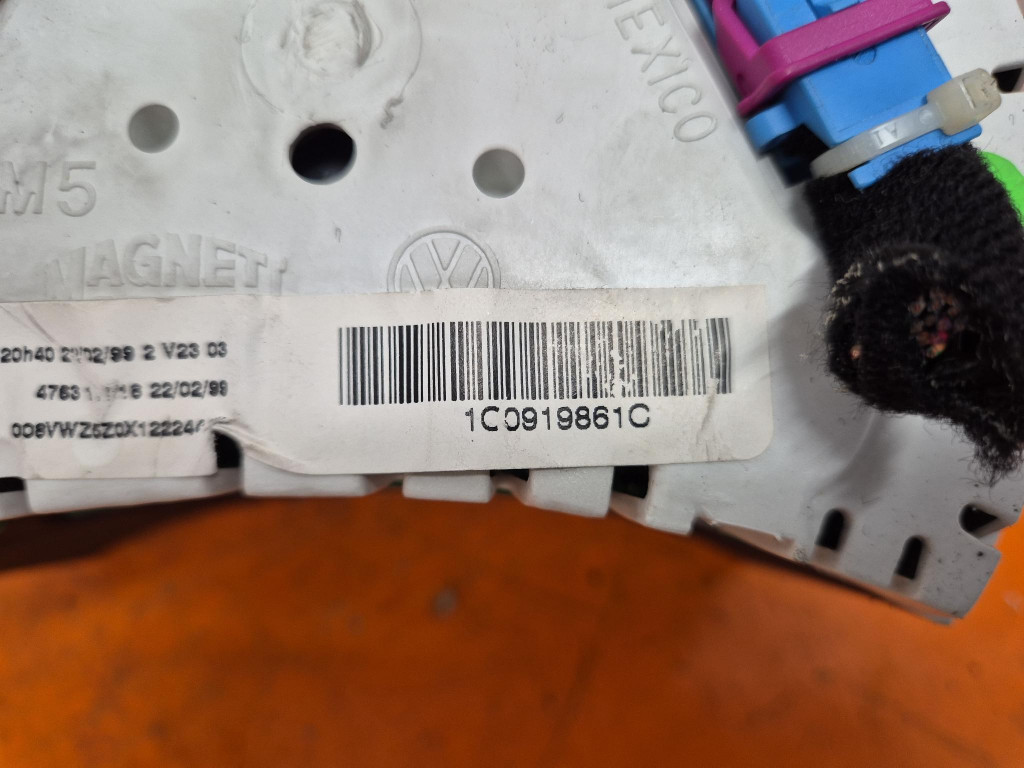 MEXICO
M5
MAGNETI
20h40 2 V23 03
22/02/99
1C0919861C